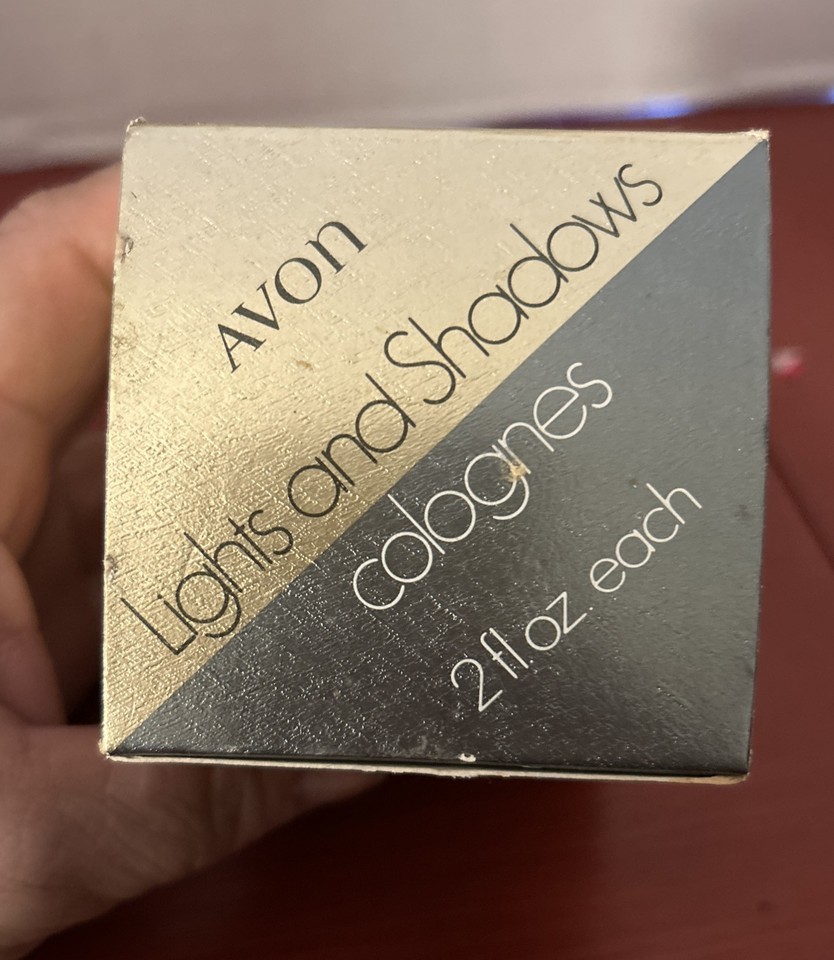 AVON
Lights and Shadows
colognes
2 fl. oz. each